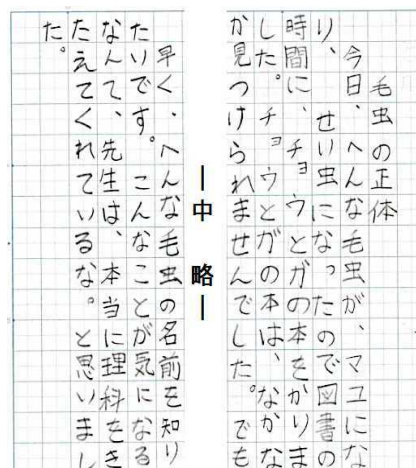 毛虫の正体
今日、へんな毛虫が、マユにな
り、せい虫になったので図書の
時間に、チョウとガの本をかりま
した。チョウとガの本は、なかな
か見つけられませんでした。でも
―中略―
早く、へんな毛虫の名前を知り
たいです。こんなことが気になる
なんて、先生は、本当に理科をき
たえてくれているな。と思いまし
た。